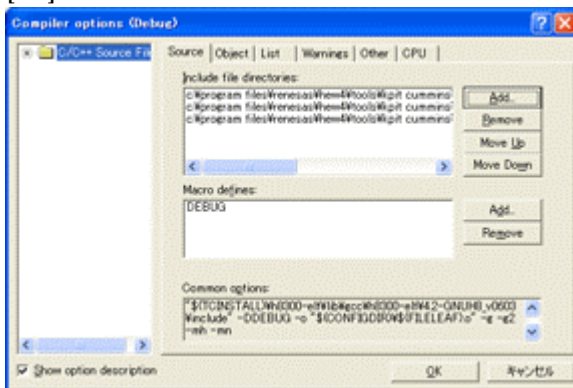 Compiler options (Debug)
C/C++ Source File
Source
Object
List
Warnings
Other
CPU
Include file directories:
c:¥program files¥renesas¥hew4¥tools¥kpit cummins¥
c:¥program files¥renesas¥hew4¥tools¥kpit cummins¥
c:¥program files¥renesas¥hew4¥tools¥kpit cummins¥
Add...
Remove
Move Up
Move Down
Macro defines:
DEBUG
Add...
Remove
Common options:
"$(TCINSTALL)¥h8300-elf¥lib¥gcc¥h8300-elf¥4.2-GNUH8_v0603
¥include" -DDEBUG -o "$(CONFIGDIR)¥$(FILELEAF).o" -g -g2
-mh -mn
Show option description
OK
キャンセル